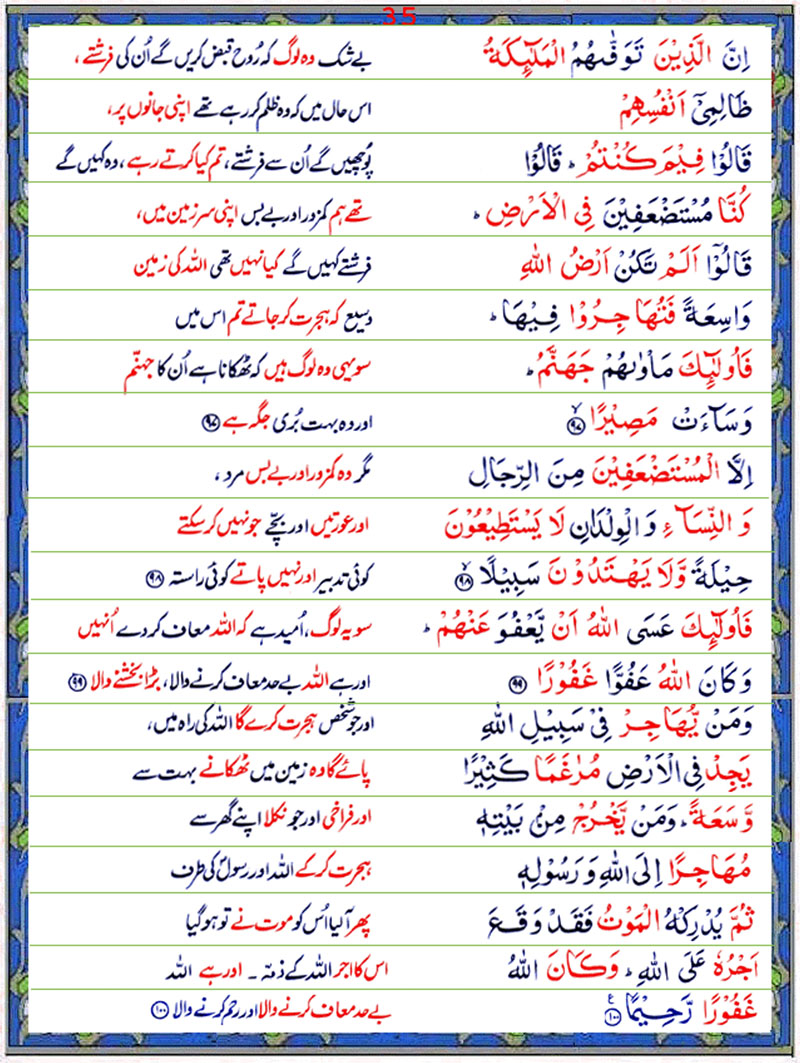 35
اِنَّ الَّذِيْنَ تَوَفّٰىهُمُ الْمَلٰٓئِكَةُ بے شک وہ لوگ کہ رُوح قبض کریں گے اُن کی فرشتے ،
ظَالِمِيْٓ اَنْفُسِهِمْ اس حال میں کہ وہ ظلم کر رہے تھے اپنی جانوں پر،
قَالُوْا فِيْمَ كُنْتُمْ ؕ قَالُوْا پُوچھیں گے اُن سے فرشتے، تم کیا کرتے رہے ،وہ کہیں گے
كُنَّا مُسْتَضْعَفِيْنَ فِى الْاَرْضِ ؕ تھے ہم کمزور اور بے بس اپنی سرزمین میں،
قَالُوْٓا اَلَمْ تَكُنْ اَرْضُ اللّٰهِ فرشتے کہیں گے کیا نہیں تھی اللہ کی زمین
وَاسِعَةً فَتُهَاجِرُوْا فِيْهَا ؕ وسیع کہ ہجرت کر جاتے تم اس میں
فَاُولٰٓئِكَ مَاْوٰىهُمْ جَهَنَّمُ ؕ سو یہی وہ لوگ ہیں کہ ٹھکانا ہے اُن کا جہنّم
وَسَآءَتْ مَصِيْرًا ۙ‏﴿۹۷﴾ اور وہ بہت بُری جگہ ہے ﴿۹۷﴾
اِلَّا الْمُسْتَضْعَفِيْنَ مِنَ الرِّجَالِ مگر وہ کمزور اور بے بس مرد ،
وَ النِّسَآءِ وَ الْوِلْدَانِ لَا يَسْتَطِيْعُوْنَ اور عورتیں اور بچّے جو نہیں کر سکتے
حِيْلَةً وَّلَا يَهْتَدُوْنَ سَبِيْلًا ۙ‏﴿۹۸﴾ کوئی تدبیر اور نہیں پاتے کوئی راستہ ﴿۹۸﴾
فَاُولٰٓئِكَ عَسَى اللّٰهُ اَنْ يَّعْفُوَ عَنْهُمْ ؕ سو یہ لوگ ،اُمید ہے کہ اللہ معاف کر دے اُنہیں
وَكَانَ اللّٰهُ عَفُوًّا غَفُوْرًا ﴿۹۹﴾ اور ہے اللہ بے حد معاف کرنے والا، بڑا بخشنے والا ﴿۹۹﴾
وَمَنْ يُّهَاجِرْ فِىْ سَبِيْلِ اللّٰهِ اور جو شخص ہجرت کرے گا اللہ کی راہ میں،
يَجِدْ فِى الْاَرْضِ مُرٰغَمًا كَثِيْرًا پائے گا وہ زمین میں ٹھکانے بہت سے
وَّسَعَةً ؕ وَمَنْ يَّخْرُجْ مِنْۢ بَيْتِهٖ اور فراخی اور جو نکلا اپنے گھر سے
مُهَاجِرًا اِلَى اللّٰهِ وَرَسُوْلِهٖ ہجرت کر کے اللہ اور رسولؐ کی طرف
ثُمَّ يُدْرِكْهُ الْمَوْتُ فَقَدْ وَقَعَ پھر آ لیا اُس کو موت نے تو ہو گیا
اَجْرُهٗ عَلَى اللّٰهِ ؕ وَكَانَ اللّٰهُ اس کا اجر اللہ کے ذمّہ ۔ اور ہے اللہ
غَفُوْرًا رَّحِيْمًا ﴿۱۰۰﴾ بے حد معاف کرنے والا اور رحم کرنے والا ﴿۱۰۰﴾